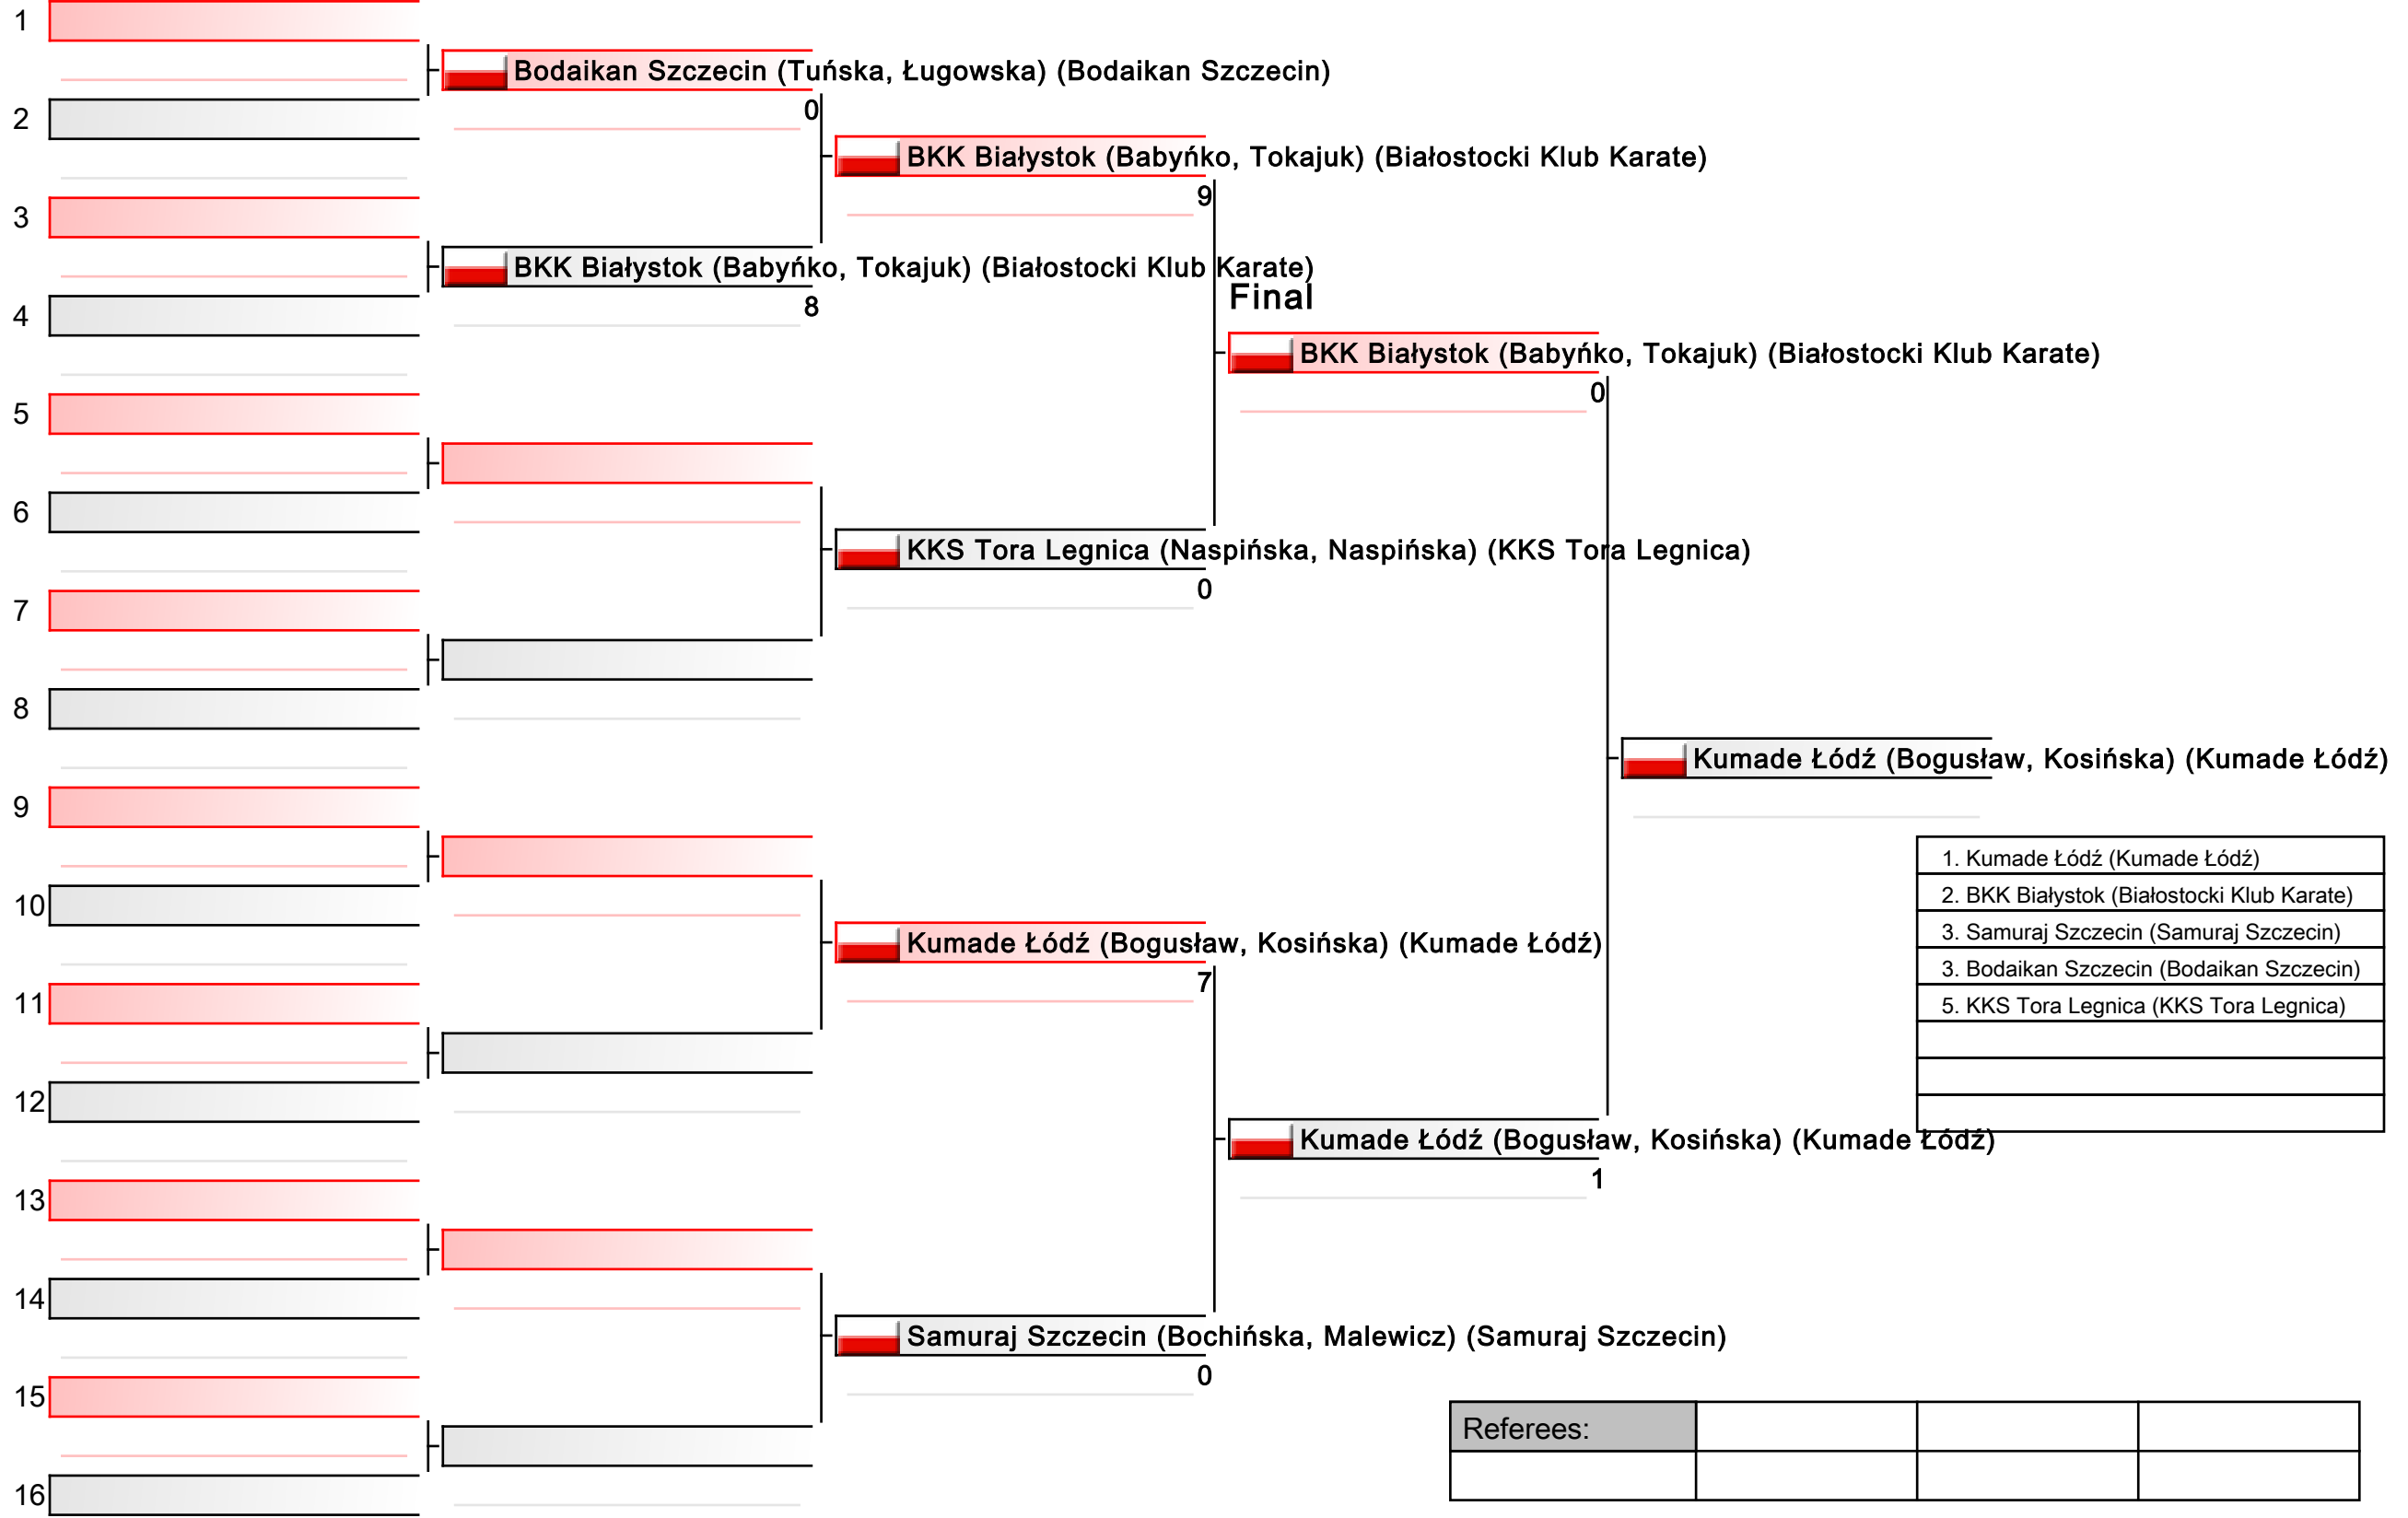 1
Bodaikan Szczecin (Tuńska, Ługowska) (Bodaikan Szczecin)
0
2
BKK Białystok (Babyńko, Tokajuk) (Białostocki Klub Karate)
9
3
BKK Białystok (Babyńko, Tokajuk) (Białostocki Klub Karate)
8
4
Final
BKK Białystok (Babyńko, Tokajuk) (Białostocki Klub Karate)
0
5
6
KKS Tora Legnica (Naspińska, Naspińska) (KKS Tora Legnica)
0
7
8
Kumade Łódź (Bogusław, Kosińska) (Kumade Łódź)
9
1. Kumade Łódź (Kumade Łódź)
2. BKK Białystok (Białostocki Klub Karate)
3. Samuraj Szczecin (Samuraj Szczecin)
3. Bodaikan Szczecin (Bodaikan Szczecin)
5. KKS Tora Legnica (KKS Tora Legnica)
10
Kumade Łódź (Bogusław, Kosińska) (Kumade Łódź)
7
11
12
Kumade Łódź (Bogusław, Kosińska) (Kumade Łódź)
1
13
14
Samuraj Szczecin (Bochińska, Malewicz) (Samuraj Szczecin)
0
15
Referees:
16